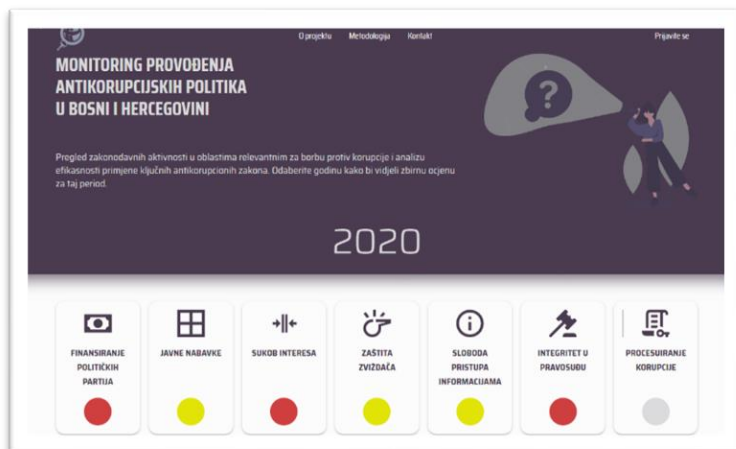 O projektu Metodologija Kontakt Prijavite se
MONITORING PROVOĐENJA
ANTIKORUPCIJSKIH POLITIKA
U BOSNI I HERCEGOVINI
Pregled zakonodavnih aktivnosti u oblastima relevantnim za borbu protiv korupcije i analizu
efikasnosti primjene ključnih antikorupcionih zakona. Odaberite godinu kako bi vidjeli zbirnu ocjenu
za taj period.
2020
FINANSIRANJE
POLITIČKIH
PARTIJA
JAVNE NABAVKE
SUKOB INTERESA
ZAŠTITA
ZVIŽDAČA
SLOBODA
PRISTUPA
INFORMACIJAMA
INTEGRITET U
PRAVOSUĐU
PROCESUIRANJE
KORUPCIJE